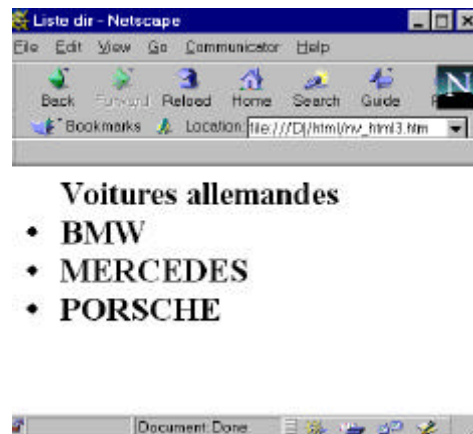 Liste dir - Netscape
File Edit View Go Communicator Help
Back Forward Reload Home Search Guide
Bookmarks Location: file:///D|/html/nv_html3.htm
Voitures allemandes
• BMW
• MERCEDES
• PORSCHE
Document: Done